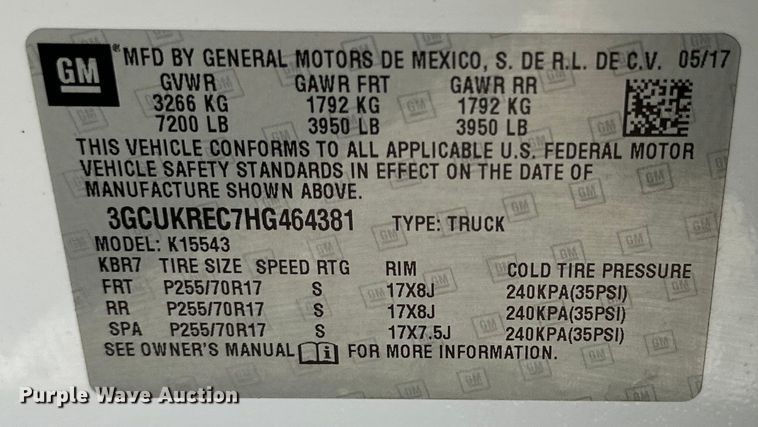 GM ® MFD BY GENERAL MOTORS DE MEXICO, S. DE R.L. DE C.V. 05/17
GVWR GAWR FRT GAWR RR
3266 KG 1792 KG 1792 KG
7200 LB 3950 LB 3950 LB
THIS VEHICLE CONFORMS TO ALL APPLICABLE U.S. FEDERAL MOTOR
VEHICLE SAFETY STANDARDS IN EFFECT ON THE DATE OF
MANUFACTURE SHOWN ABOVE.
3GCUKREC7HG464381 TYPE: TRUCK
MODEL: K15543
KBR7 TIRE SIZE SPEED RTG RIM COLD TIRE PRESSURE
FRT P255/70R17 S 17X8J 240KPA(35PSI)
RR P255/70R17 S 17X8J 240KPA(35PSI)
SPA P255/70R17 S 17X7.5J 240KPA(35PSI)
SEE OWNER'S MANUAL i FOR MORE INFORMATION.
Purple Wave Auction